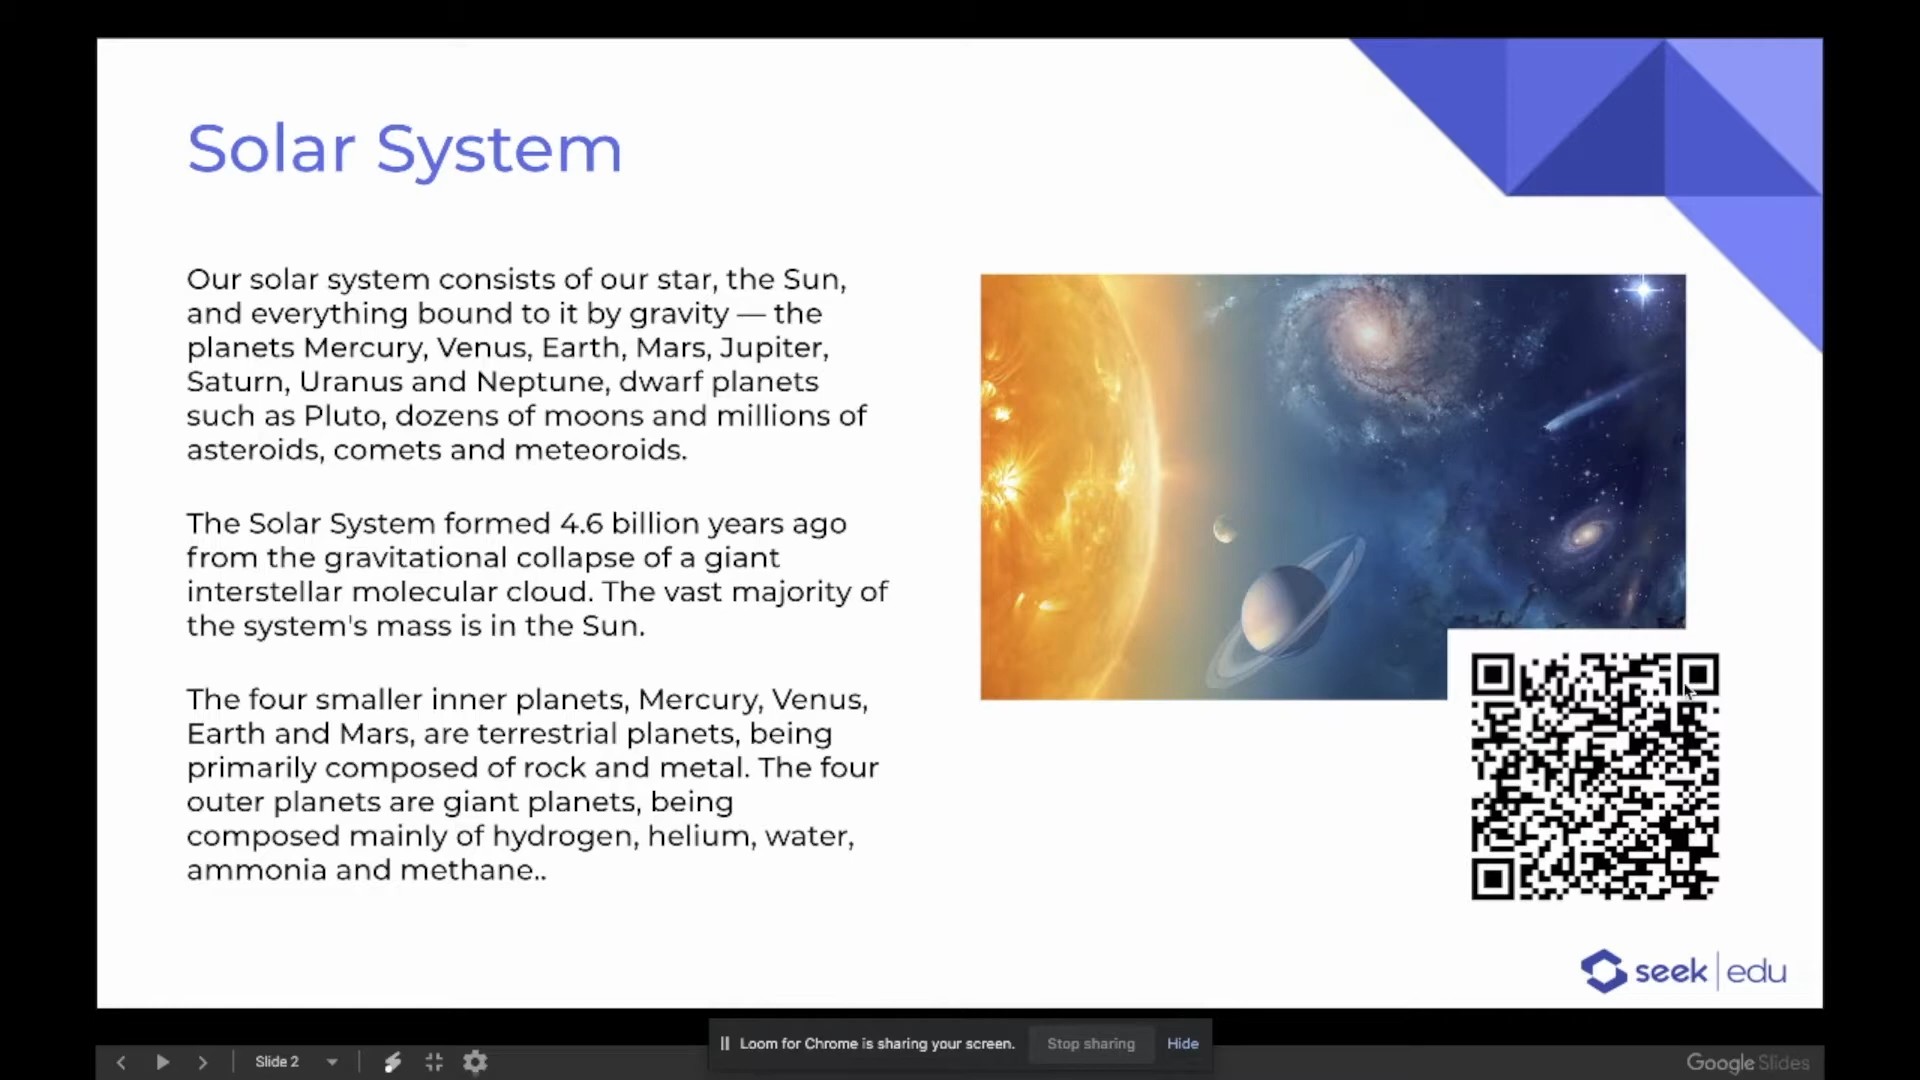 Solar System
Our solar system consists of our star, the Sun,
and everything bound to it by gravity — the
planets Mercury, Venus, Earth, Mars, Jupiter,
Saturn, Uranus and Neptune, dwarf planets
such as Pluto, dozens of moons and millions of
asteroids, comets and meteoroids.
The Solar System formed 4.6 billion years ago
from the gravitational collapse of a giant
interstellar molecular cloud. The vast majority of
the system's mass is in the Sun.
The four smaller inner planets, Mercury, Venus,
Earth and Mars, are terrestrial planets, being
primarily composed of rock and metal. The four
outer planets are giant planets, being
composed mainly of hydrogen, helium, water,
ammonia and methane..
seek | edu
Loom for Chrome is sharing your screen. Stop sharing Hide
Slide 2
Google Slides